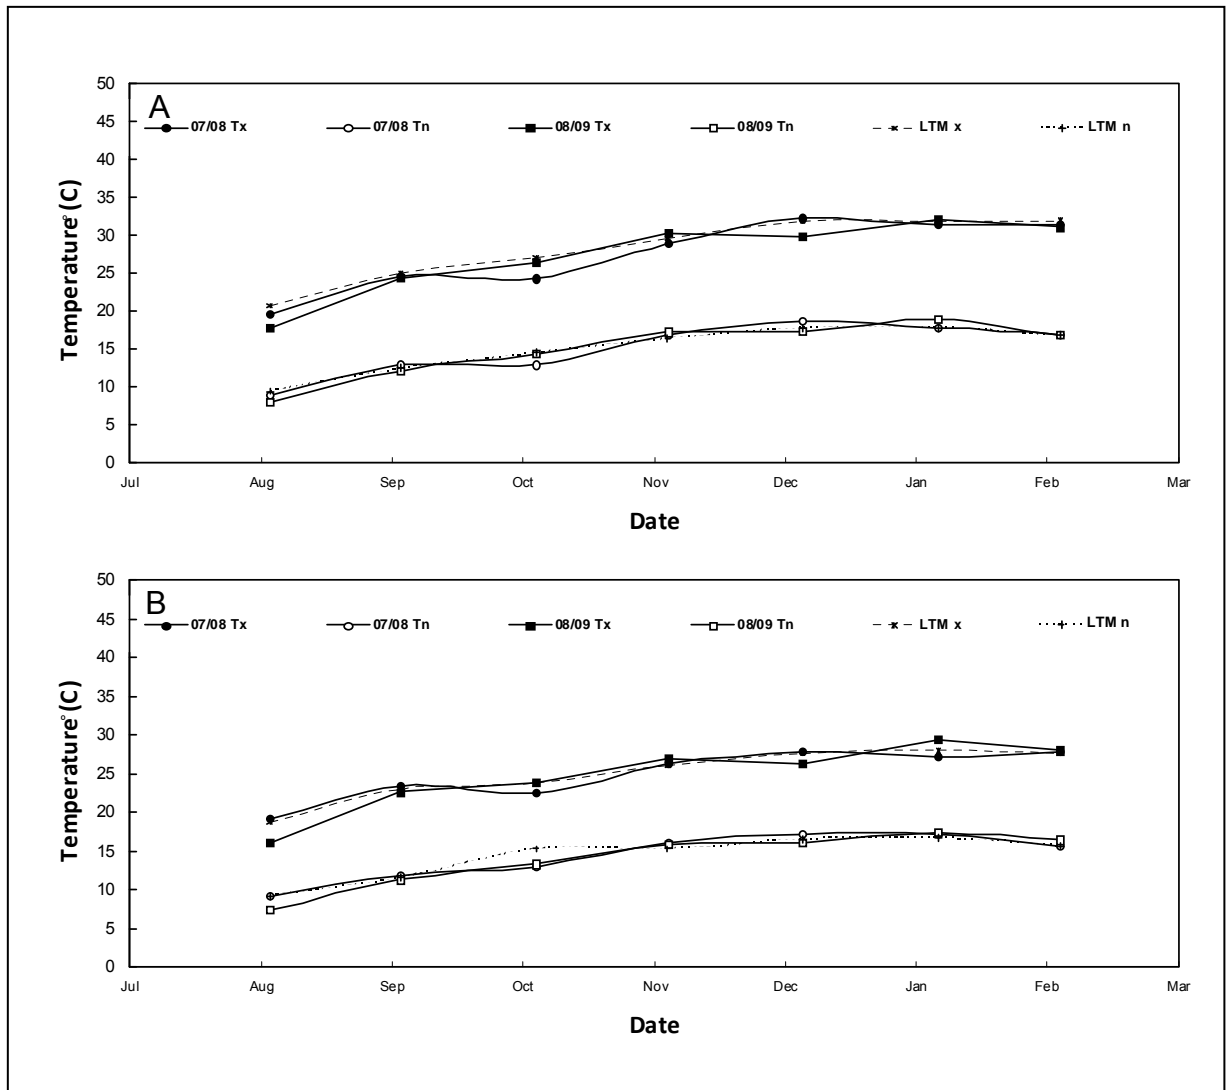 A
07/08 Tx 07/08 Tn 08/09 Tx 08/09 Tn LTM x LTM n
50
45
40
35
30
25
20
15
10
5
0
Temperature° (C)
Jul Aug Sep Oct Nov Dec Jan Feb Mar
Date
B
07/08 Tx 07/08 Tn 08/09 Tx 08/09 Tn LTM x LTM n
50
45
40
35
30
25
20
15
10
5
0
Temperature° (C)
Jul Aug Sep Oct Nov Dec Jan Feb Mar
Date